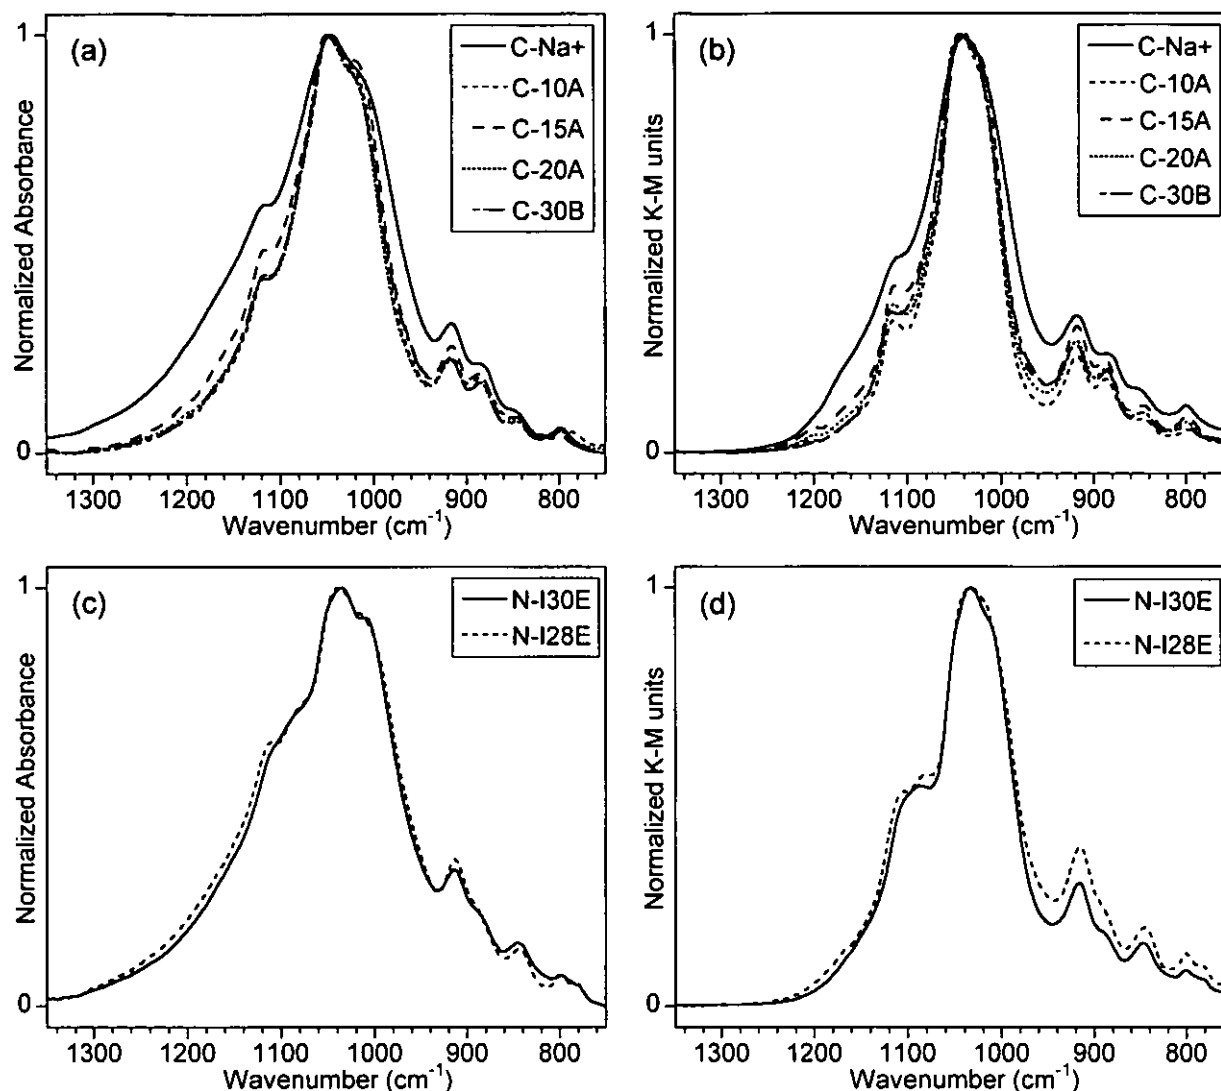 (a)
C-Na+
C-10A
C-15A
C-20A
C-30B
1
0
Normalized Absorbance
1300 1200 1100 1000 900 800
Wavenumber (cm⁻¹)
(b)
C-Na+
C-10A
C-15A
C-20A
C-30B
1
0
Normalized K-M units
1300 1200 1100 1000 900 800
Wavenumber (cm⁻¹)
(c)
N-I30E
N-I28E
1
0
Normalized Absorbance
1300 1200 1100 1000 900 800
Wavenumber (cm⁻¹)
(d)
N-I30E
N-I28E
1
0
Normalized K-M units
1300 1200 1100 1000 900 800
Wavenumber (cm⁻¹)